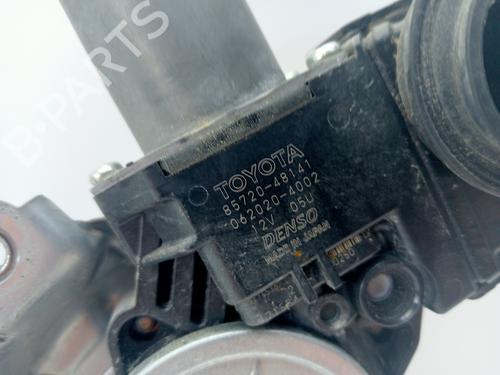 TOYOTA
85720-48141
062020-4002
12V 05U
DENSO
MADE IN JAPAN
B-PARTS